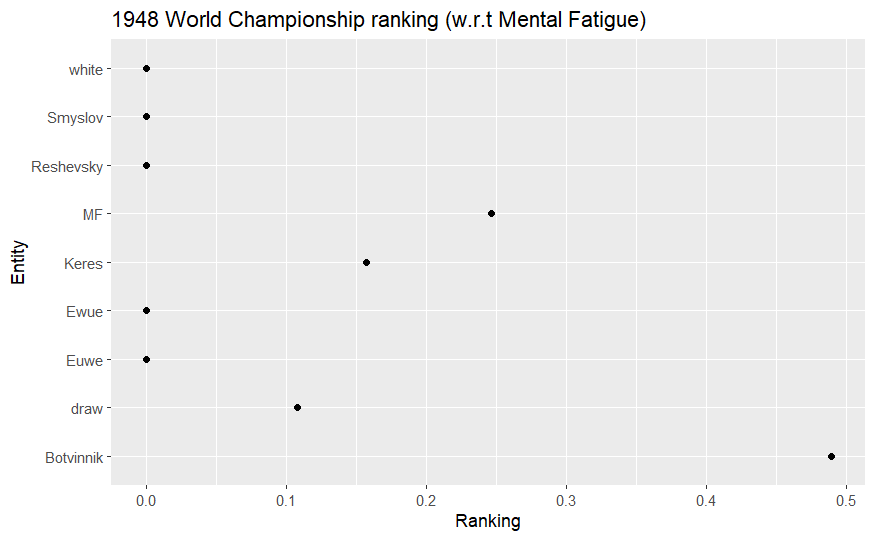 1948 World Championship ranking (w.r.t Mental Fatigue)
white
Smyslov
Reshevsky
MF
Keres
Ewue
Euwe
draw
Botvinnik
Entity
0.0 0.1 0.2 0.3 0.4 0.5
Ranking